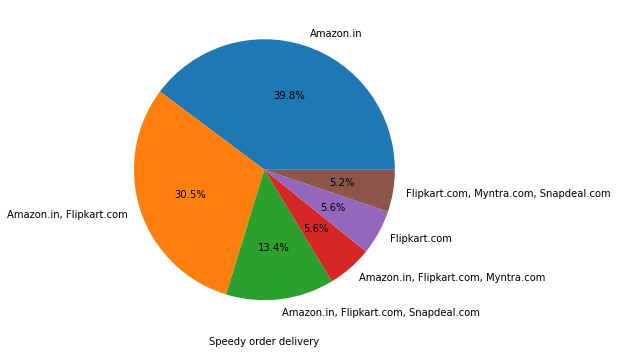 Amazon.in
39.8%
30.5%
Amazon.in, Flipkart.com
13.4%
Amazon.in, Flipkart.com, Snapdeal.com
5.6%
Amazon.in, Flipkart.com, Myntra.com
5.6%
Flipkart.com
5.2%
Flipkart.com, Myntra.com, Snapdeal.com
Speedy order delivery